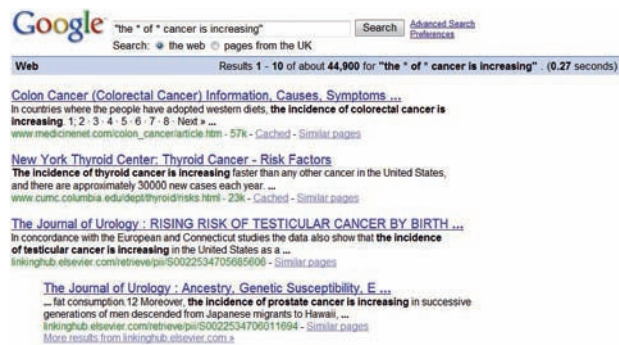 Google "the * of * cancer is increasing" Search Advanced Search
Preferences
Search: the web pages from the UK
Web Results 1 - 10 of about 44,900 for "the * of * cancer is increasing" . (0.27 seconds)
Colon Cancer (Colorectal Cancer) Information, Causes, Symptoms ...
In countries where the people have adopted western diets, the incidence of colorectal cancer is
increasing. 1; 2 · 3 · 4 · 5 · 6 · 7 · 8 · Next » ...
www.medicinenet.com/colon_cancer/article.htm - 57k - Cached - Similar pages
New York Thyroid Center: Thyroid Cancer - Risk Factors
The incidence of thyroid cancer is increasing faster than any other cancer in the United States,
and there are approximately 30000 new cases each year. ...
www.cumc.columbia.edu/dept/thyroid/risks.html - 23k - Cached - Similar pages
The Journal of Urology : RISING RISK OF TESTICULAR CANCER BY BIRTH ...
In concordance with the European and Connecticut studies the data also show that the incidence
of testicular cancer is increasing in the United States as a ...
linkinghub.elsevier.com/retrieve/pii/S0022534705685606 - Similar pages
The Journal of Urology : Ancestry, Genetic Susceptibility, E ...
... fat consumption.12 Moreover, the incidence of prostate cancer is increasing in successive
generations of men descended from Japanese migrants to Hawaii, ...
linkinghub.elsevier.com/retrieve/pii/S0022534706011694 - Similar pages
More results from linkinghub.elsevier.com »